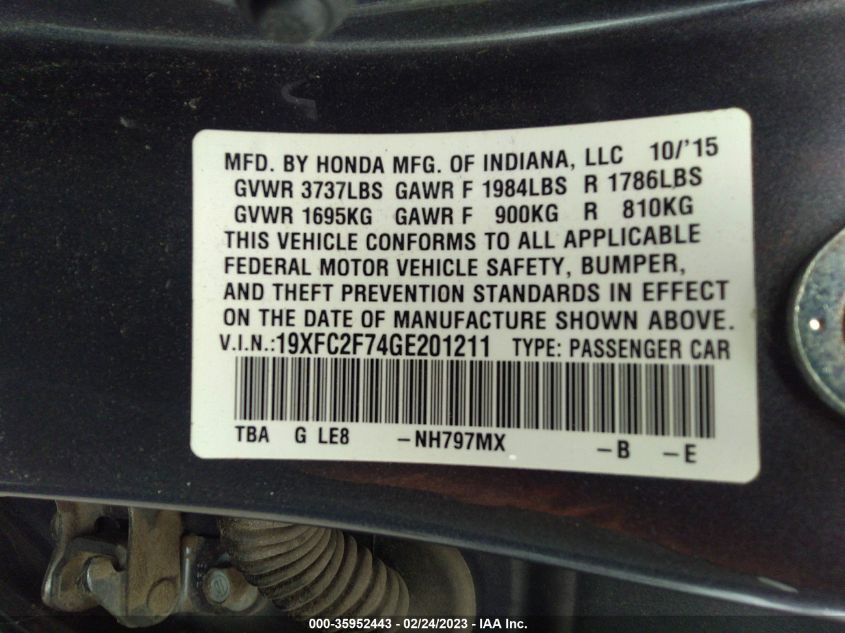 MFD. BY HONDA MFG. OF INDIANA, LLC 10/'15
GVWR 3737LBS GAWR F 1984LBS R 1786LBS
GVWR 1695KG GAWR F 900KG R 810KG
THIS VEHICLE CONFORMS TO ALL APPLICABLE
FEDERAL MOTOR VEHICLE SAFETY, BUMPER,
AND THEFT PREVENTION STANDARDS IN EFFECT
ON THE DATE OF MANUFACTURE SHOWN ABOVE.
V.I.N.:19XFC2F74GE201211 TYPE: PASSENGER CAR
TBA G LE8 -NH797MX -B -E
000-35952443 - 02/24/2023 - IAA Inc.